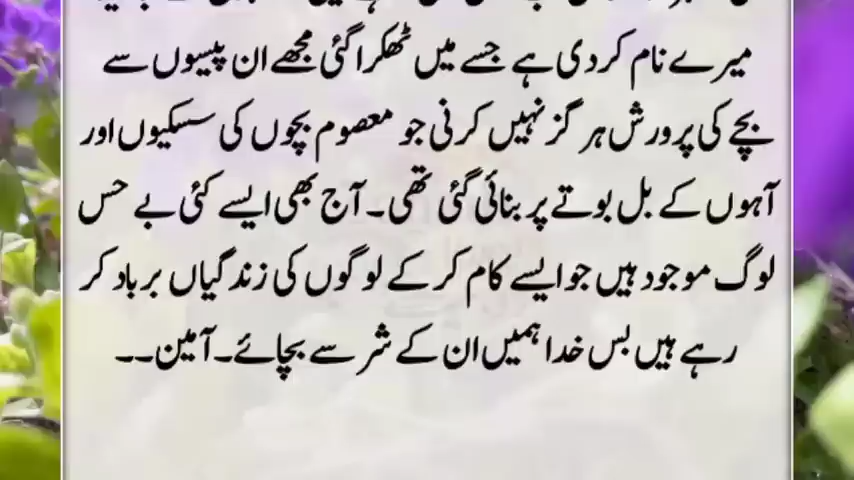 میرے نام کر دی ہے جسے میں ٹھکرا گئی مجھے ان پیسوں سے
بچے کی پرورش ہر گز نہیں کرنی جو معصوم بچوں کی سسکیوں اور
آہوں کے بل بوتے پر بنائی گئی تھی۔ آج بھی ایسے کئی بے حس
لوگ موجود ہیں جو ایسے کام کر کے لوگوں کی زندگیاں برباد کر
رہے ہیں بس خدا ہمیں ان کے شر سے بچائے۔ آمین۔۔